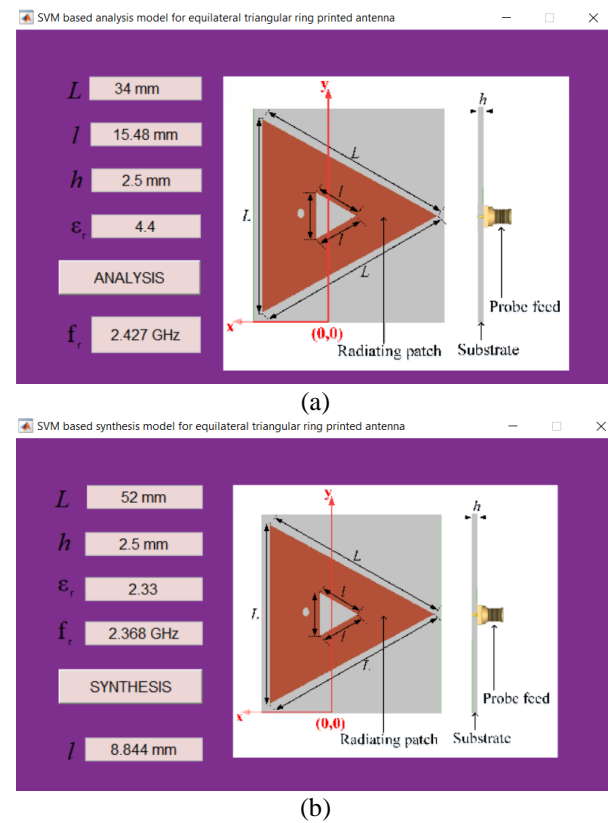 SVM based analysis model for equilateral triangular ring printed antenna
L 34 mm
l 15.48 mm
h 2.5 mm
εr 4.4
ANALYSIS
fr 2.427 GHz
y
h
L
l
L
l
L
Probe feed
x
(0,0)
Radiating patch
Substrate
(a)
SVM based synthesis model for equilateral triangular ring printed antenna
L 52 mm
h 2.5 mm
εr 2.33
fr 2.368 GHz
SYNTHESIS
l 8.844 mm
y
h
L
l
L
l
L
Probe feed
x
(0,0)
Radiating patch
Substrate
(b)